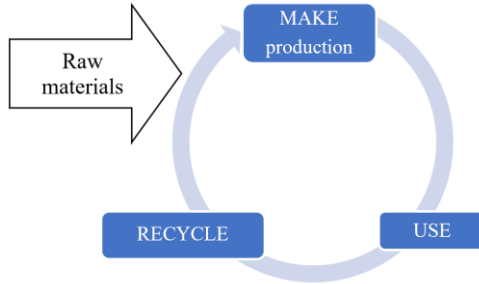 Raw
materials
MAKE
production
USE
RECYCLE